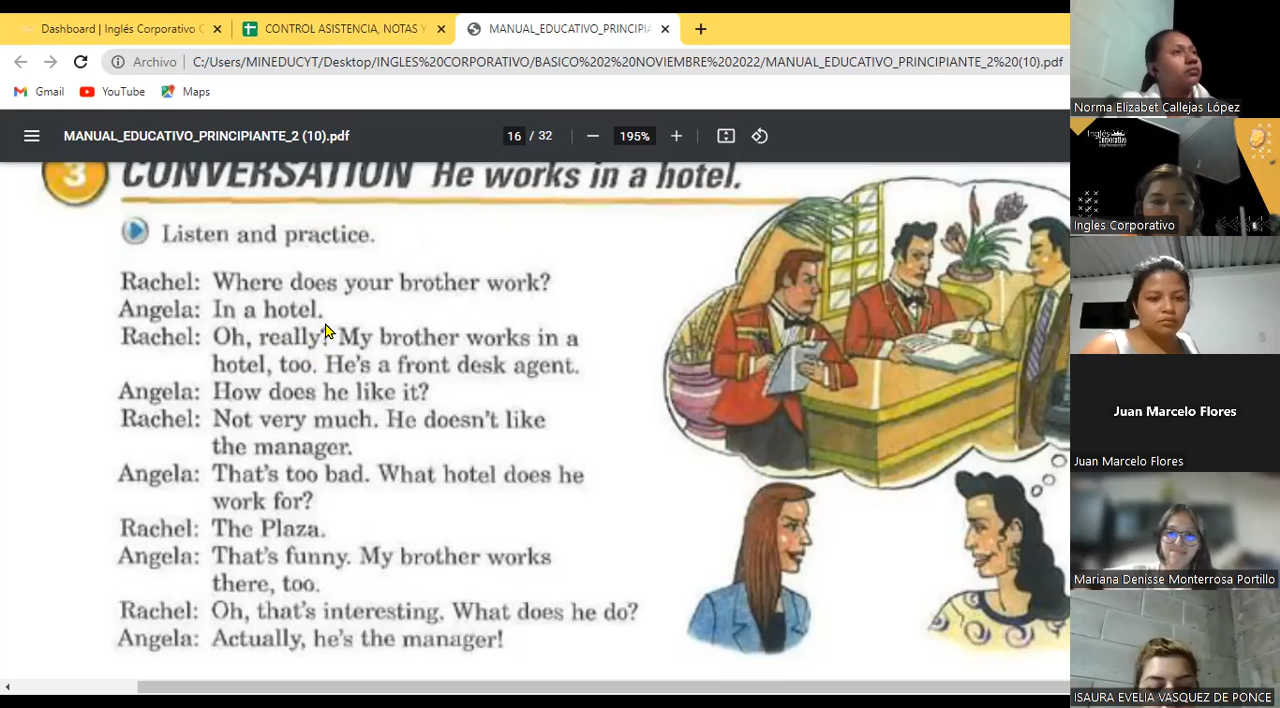 Dashboard | Inglés Corporativo C
CONTROL ASISTENCIA, NOTAS Y
MANUAL_EDUCATIVO_PRINCIPIA
Archivo
C:/Users/MINEDUCYT/Desktop/INGLES%20CORPORATIVO/BASICO%202%20NOVIEMBRE%2022/MANUAL_EDUCATIVO_PRINCIPIANTE_2%20(10).pdf
Gmail
YouTube
Maps
MANUAL_EDUCATIVO_PRINCIPIANTE_2 (10).pdf
16 / 32
195%
3 CONVERSATION He works in a hotel.
Listen and practice.
Rachel: Where does your brother work?
Angela: In a hotel.
Rachel: Oh, really? My brother works in a
hotel, too. He's a front desk agent.
Angela: How does he like it?
Rachel: Not very much. He doesn't like
the manager.
Angela: That's too bad. What hotel does he
work for?
Rachel: The Plaza.
Angela: That's funny. My brother works
there, too.
Rachel: Oh, that's interesting. What does he do?
Angela: Actually, he's the manager!
Norma Elizabet Callejas López
Inglés
Corporativo
Ingles Corporativo
Juan Marcelo Flores
Juan Marcelo Flores
Mariana Denisse Monterrosa Portillo
ISAURA EVELIA VASQUEZ DE PONCE